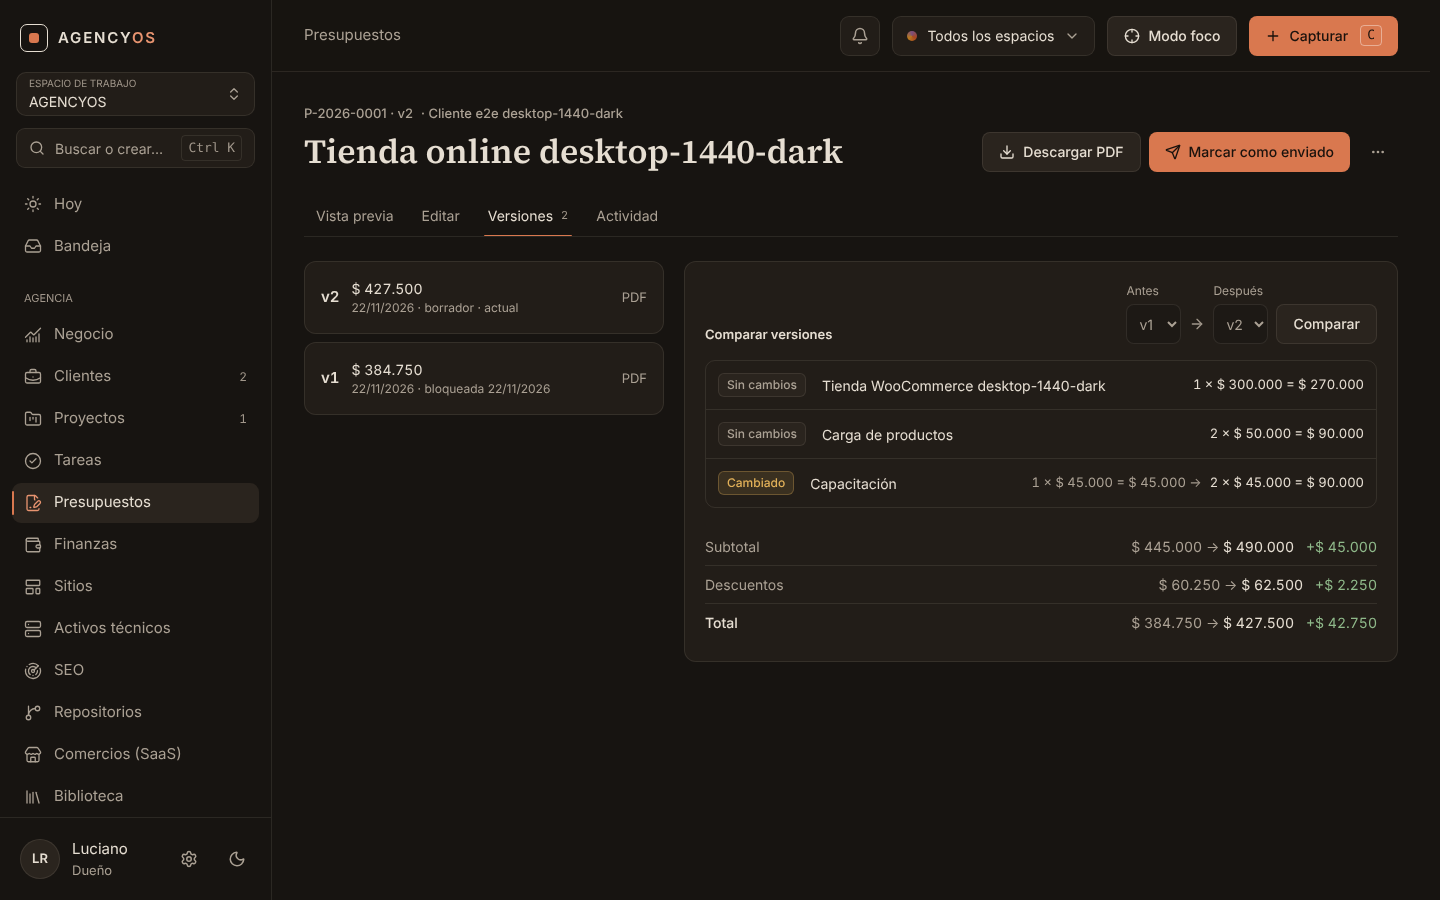 AGENCYOS
ESPACIO DE TRABAJO
AGENCYOS
Buscar o crear... Ctrl K
Hoy
Bandeja
AGENCIA
Negocio
Clientes 2
Proyectos 1
Tareas
Presupuestos
Finanzas
Sitios
Activos técnicos
SEO
Repositorios
Comercios (SaaS)
Biblioteca
LR
Luciano
Dueño
Presupuestos
Todos los espacios
Modo foco
Capturar C
P-2026-0001 · v2 · Cliente e2e desktop-1440-dark
Tienda online desktop-1440-dark
Descargar PDF
Marcar como enviado
Vista previa Editar Versiones 2 Actividad
v2 $ 427.500 PDF
22/11/2026 · borrador · actual
v1 $ 384.750 PDF
22/11/2026 · bloqueada 22/11/2026
Comparar versiones
Antes Después
v1 → v2 Comparar
Sin cambios Tienda WooCommerce desktop-1440-dark 1 × $ 300.000 = $ 270.000
Sin cambios Carga de productos 2 × $ 50.000 = $ 90.000
Cambiado Capacitación 1 × $ 45.000 = $ 45.000 → 2 × $ 45.000 = $ 90.000
Subtotal $ 445.000 → $ 490.000 +$ 45.000
Descuentos $ 60.250 → $ 62.500 +$ 2.250
Total $ 384.750 → $ 427.500 +$ 42.750